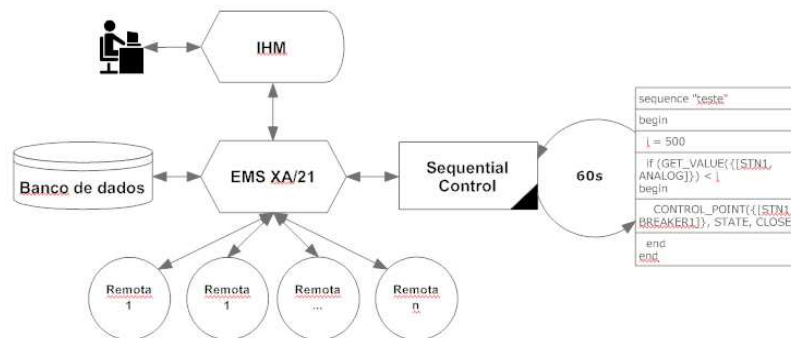 IHM
Banco de dados
EMS XA/21
Sequential
Control
60s
sequence "teste"
begin
i = 500
if (GET_VALUE({[STN1,
ANALOG]}) < i
begin
CONTROL_POINT({[STN1
BREAKER1]}, STATE, CLOSE
end
end
Remota
1
Remota
1
Remota
...
Remota
n